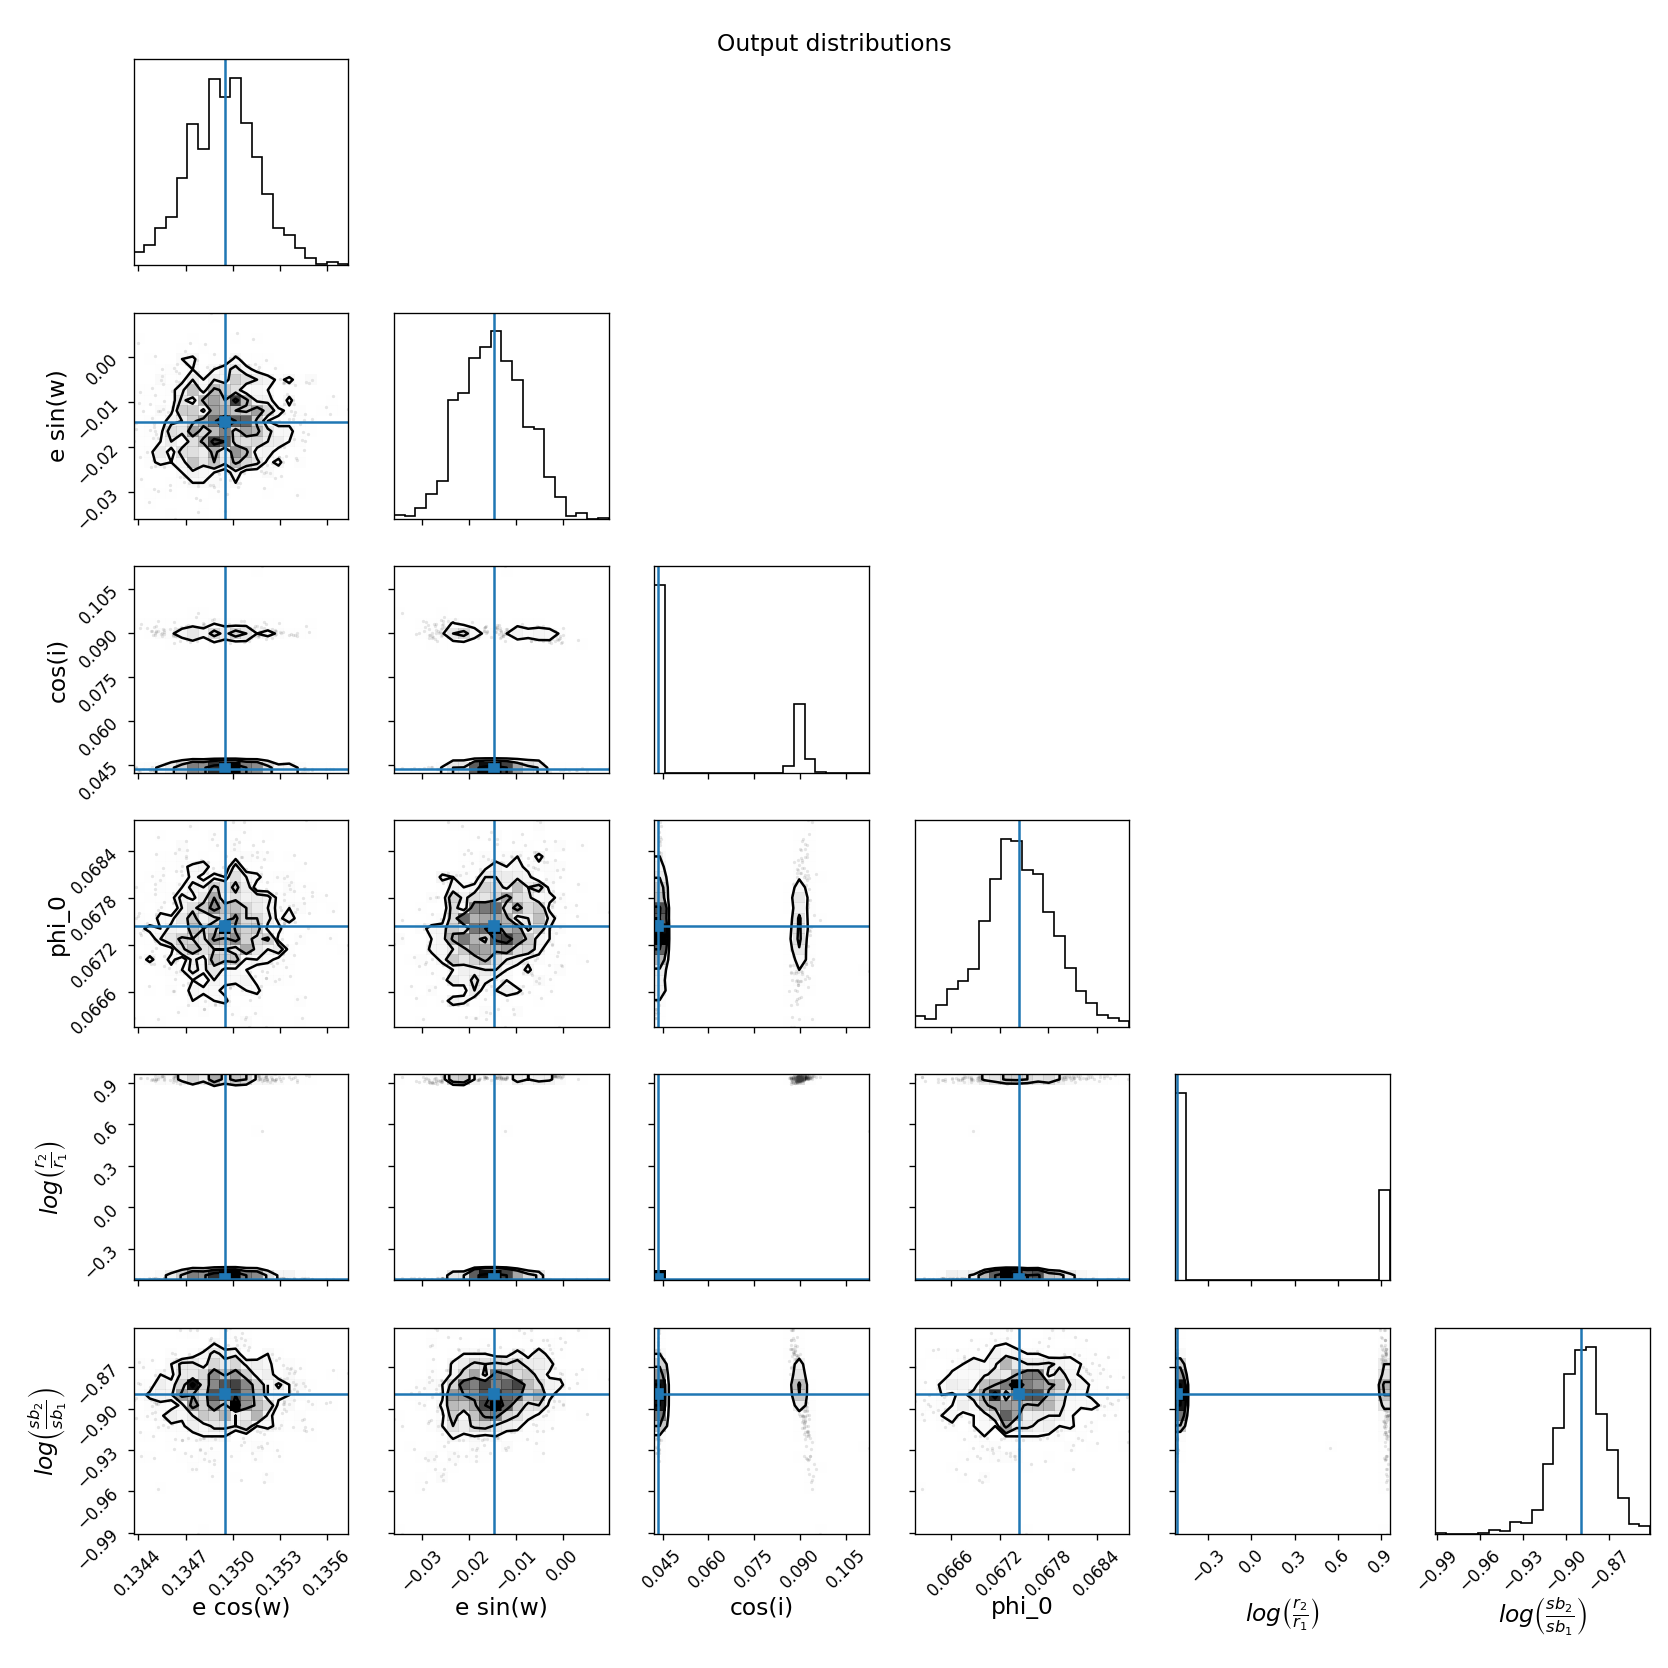 Output distributions
e sin(w)
0.00
−0.01
−0.02
−0.03
cos(i)
0.105
0.090
0.075
0.060
0.045
phi_0
0.0684
0.0678
0.0672
0.0666
log(r2/r1)
0.9
0.6
0.3
0.0
−0.3
log(sb2/sb1)
−0.87
−0.90
−0.93
−0.96
−0.99
0.1344 0.1347 0.1350 0.1353 0.1356 −0.03 −0.02 −0.01 0.00 0.045 0.060 0.075 0.090 0.105 0.0666 0.0672 0.0678 0.0684 −0.3 0.0 0.3 0.6 0.9 −0.99 −0.96 −0.93 −0.90 −0.87
e cos(w) e sin(w) cos(i) phi_0 log(r2/r1) log(sb2/sb1)